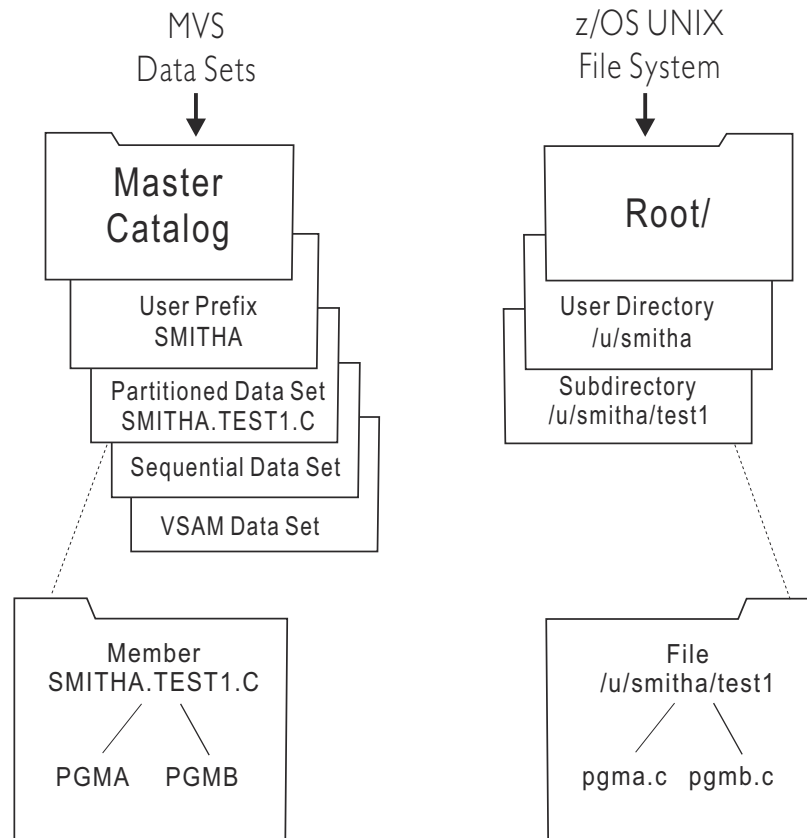 MVS
Data Sets
Master
Catalog
User Prefix
SMITHA
Partitioned Data Set
SMITHA.TEST1.C
Sequential Data Set
VSAM Data Set
Member
SMITHA.TEST1.C
PGMA PGMB
z/OS UNIX
File System
Root/
User Directory
/u/smitha
Subdirectory
/u/smitha/test1
File
/u/smitha/test1
pgma.c pgmb.c